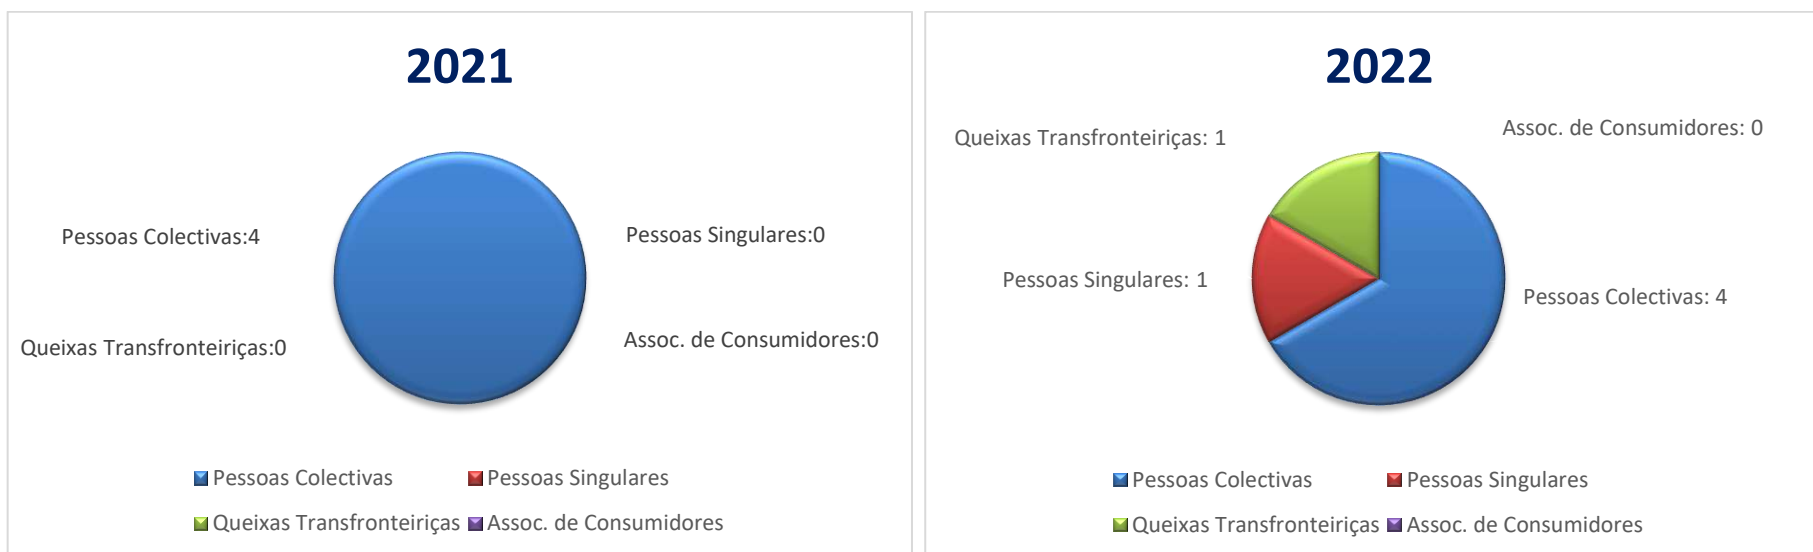 2021
Pessoas Colectivas:4
Pessoas Singulares:0
Queixas Transfronteiriças:0
Assoc. de Consumidores:0
Pessoas Colectivas
Pessoas Singulares
Queixas Transfronteiriças
Assoc. de Consumidores
2022
Queixas Transfronteiriças: 1
Assoc. de Consumidores: 0
Pessoas Singulares: 1
Pessoas Colectivas: 4
Pessoas Colectivas
Pessoas Singulares
Queixas Transfronteiriças
Assoc. de Consumidores